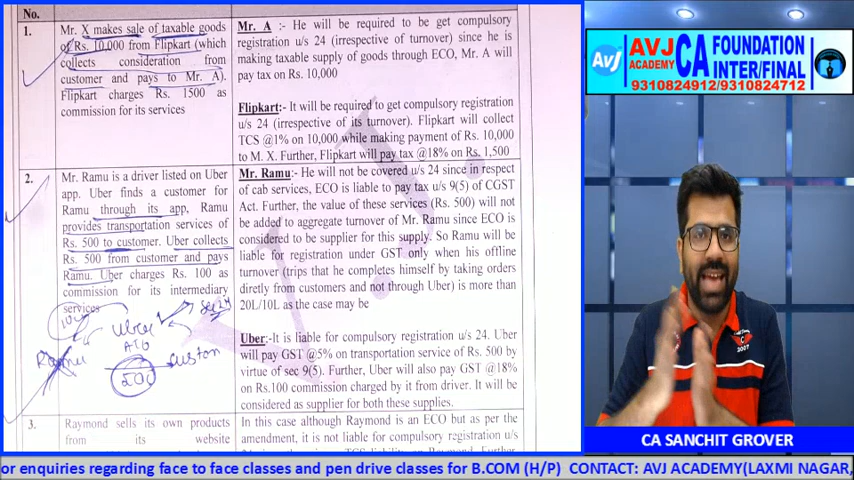 No.
1.
Mr. X makes sale of taxable goods
of Rs. 10,000 from Flipkart (which
collects consideration from
customer and pays to Mr. A).
Flipkart charges Rs. 1500 as
commission for its services
Mr. A :- He will be required to be get compulsory
registration u/s 24 (irrespective of turnover) since he is
making taxable supply of goods through ECO, Mr. A will
pay tax on Rs. 10,000
Flipkart:- It will be required to get compulsory registration
u/s 24 (irrespective of its turnover). Flipkart will collect
TCS @1% on 10,000 while making payment of Rs. 10,000
to M. X. Further, Flipkart will pay tax @18% on Rs. 1,500
2.
Mr. Ramu is a driver listed on Uber
app. Uber finds a customer for
Ramu through its app, Ramu
provides transportation services of
Rs. 500 to customer. Uber collects
Rs. 500 from customer and pays
Ramu. Uber charges Rs. 100 as
commission for its intermediary
services
Uber
Ramu
500
Mr. Ramu:- He will not be covered u/s 24 since in respect
of cab services, ECO is liable to pay tax u/s 9(5) of CGST
Act. Further, the value of these services (Rs. 500) will not
be added to aggregate turnover of Mr. Ramu since ECO is
considered to be supplier for this supply. So Ramu will be
liable for registration under GST only when his offline
turnover (trips that he completes himself by taking orders
diretly from customers and not through Uber) is more than
20L/10L as the case may be
Uber:-It is liable for compulsory registration u/s 24. Uber
will pay GST @5% on transportation service of Rs. 500 by
virtue of sec 9(5). Further, Uber will also pay GST @18%
on Rs.100 commission charged by it from driver. It will be
considered as supplier for both these supplies.
3.
Raymond sells its own products
from its website
In this case although Raymond is an ECO but as per the
amendment, it is not liable for compulsory registration u/s
AVJ
AVJ
ACADEMY
CA
FOUNDATION
INTER/FINAL
9310824912/9310824712
2007
CA SANCHIT GROVER
or enquiries regarding face to face classes and pen drive classes for B.COM (H/P) CONTACT: AVJ ACADEMY(LAXMI NAGAR,